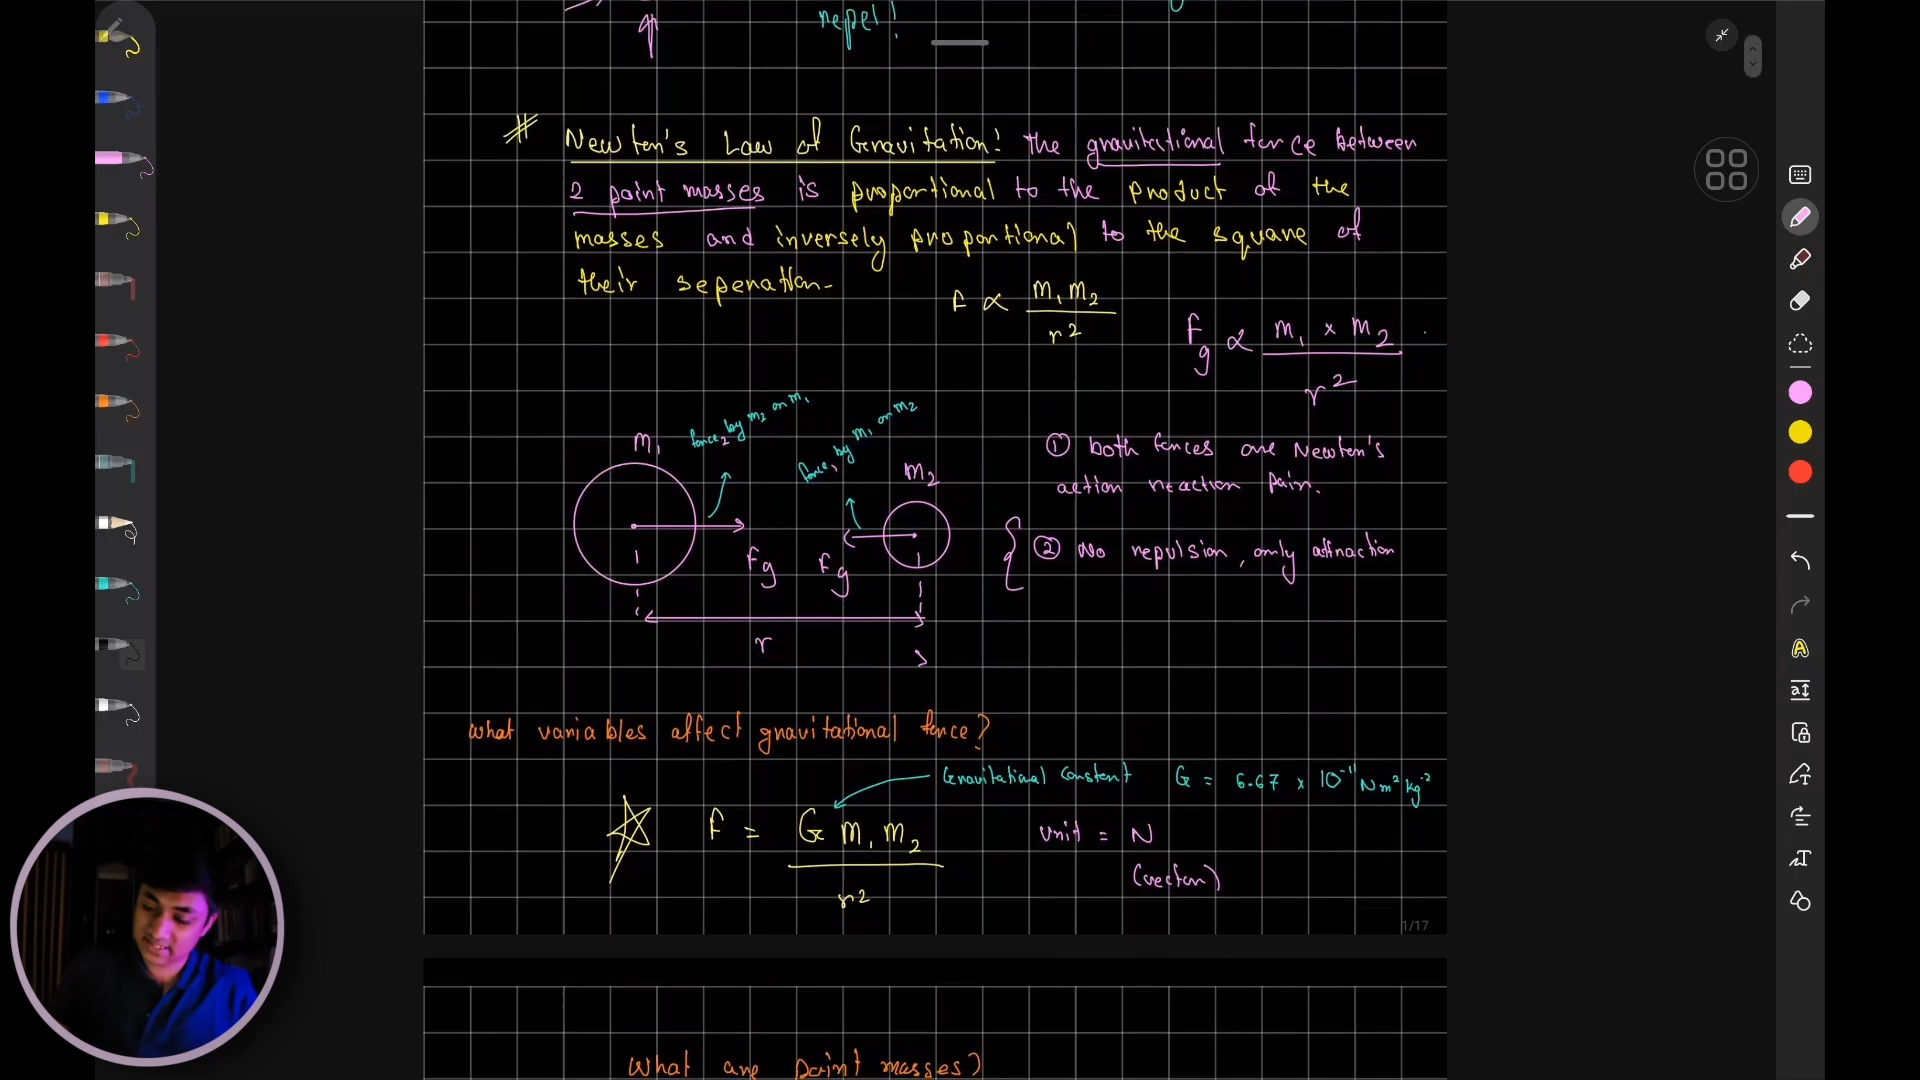 repel!
# Newton's Law of Gravitation: the gravitational force between
2 point masses is proportional to the product of the
masses and inversely proportional to the square of
their seperation.
F ∝ m₁m₂ / r²
Fg ∝ m₁ × m₂ / r²
m₁
force₂ by m₂ on m₁
force₁ by m₁ on m₂
m₂
Fg
Fg
r
① both forces are Newton's
action reaction pair.
② No repulsion, only attraction
what variables affect gravitational force?
Gravitational constant G = 6.67 × 10⁻¹¹ Nm²kg⁻²
F = G m₁m₂ / r²
unit = N
(vector)
1/17
What are point masses?